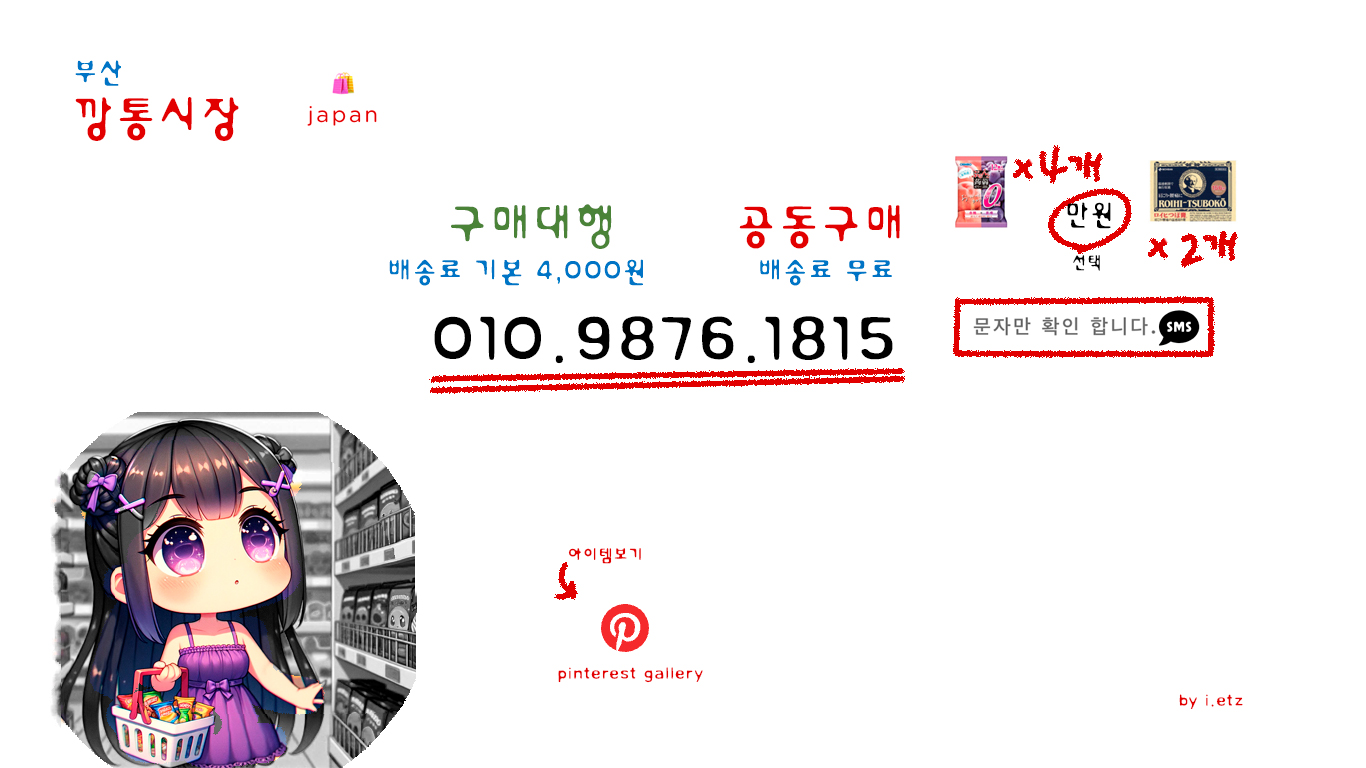 부산
깡통시장
japan
x4개
만원
선택
ROIHI-TSUBOKO
x 2개
구매대행
배송료 기본 4,000원
공동구매
배송료 무료
010.9876.1815
문자만 확인 합니다.
SMS
아이템보기
pinterest gallery
by i.etz